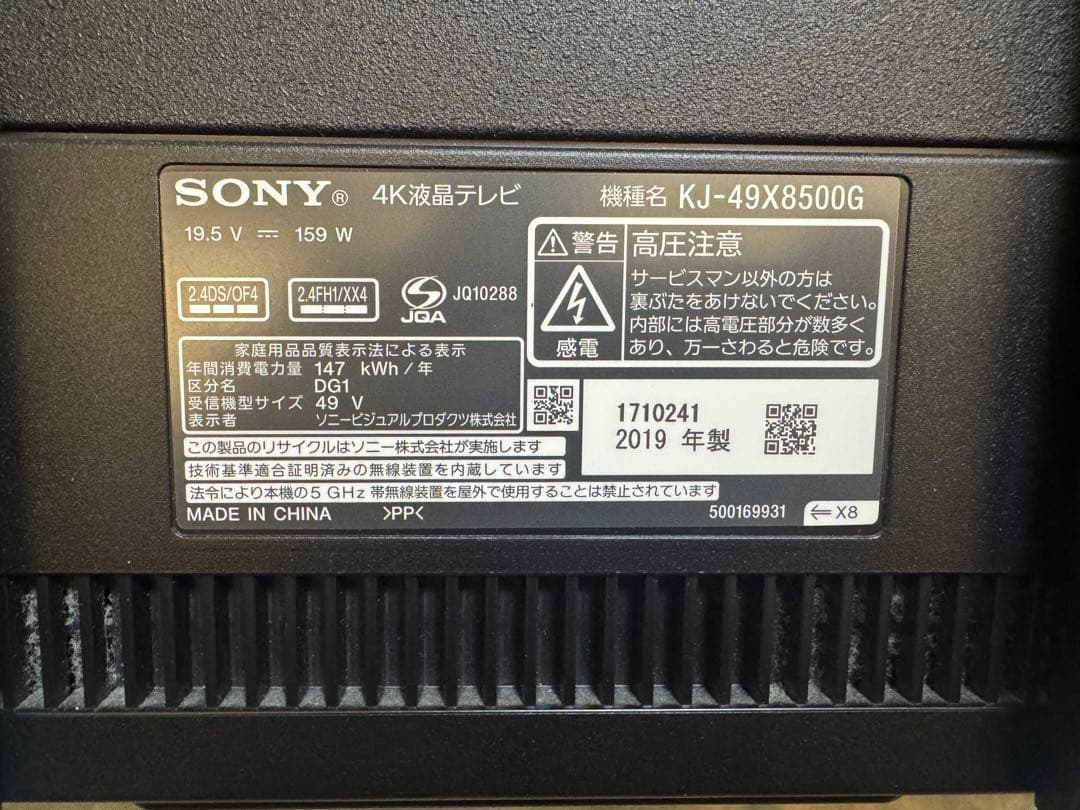 SONY® 4K液晶テレビ 機種名 KJ-49X8500G
19.5 V ⎓ 159 W
2.4DS/OF4 2.4FH1/XX4 JQA JQ10288
警告 高圧注意
感電
サービスマン以外の方は
裏ぶたをあけないでください。
内部には高電圧部分が数多く
あり、万一さわると危険です。
家庭用品品質表示法による表示
年間消費電力量 147 kWh/年
区分名 DG1
受信機型サイズ 49 V
表示者 ソニービジュアルプロダクツ株式会社
1710241
2019 年製
この製品のリサイクルはソニー株式会社が実施します
技術基準適合証明済みの無線装置を内蔵しています
法令により本機の5 GHz 帯無線装置を屋外で使用することは禁止されています
MADE IN CHINA >PP< 500169931 ⇐X8